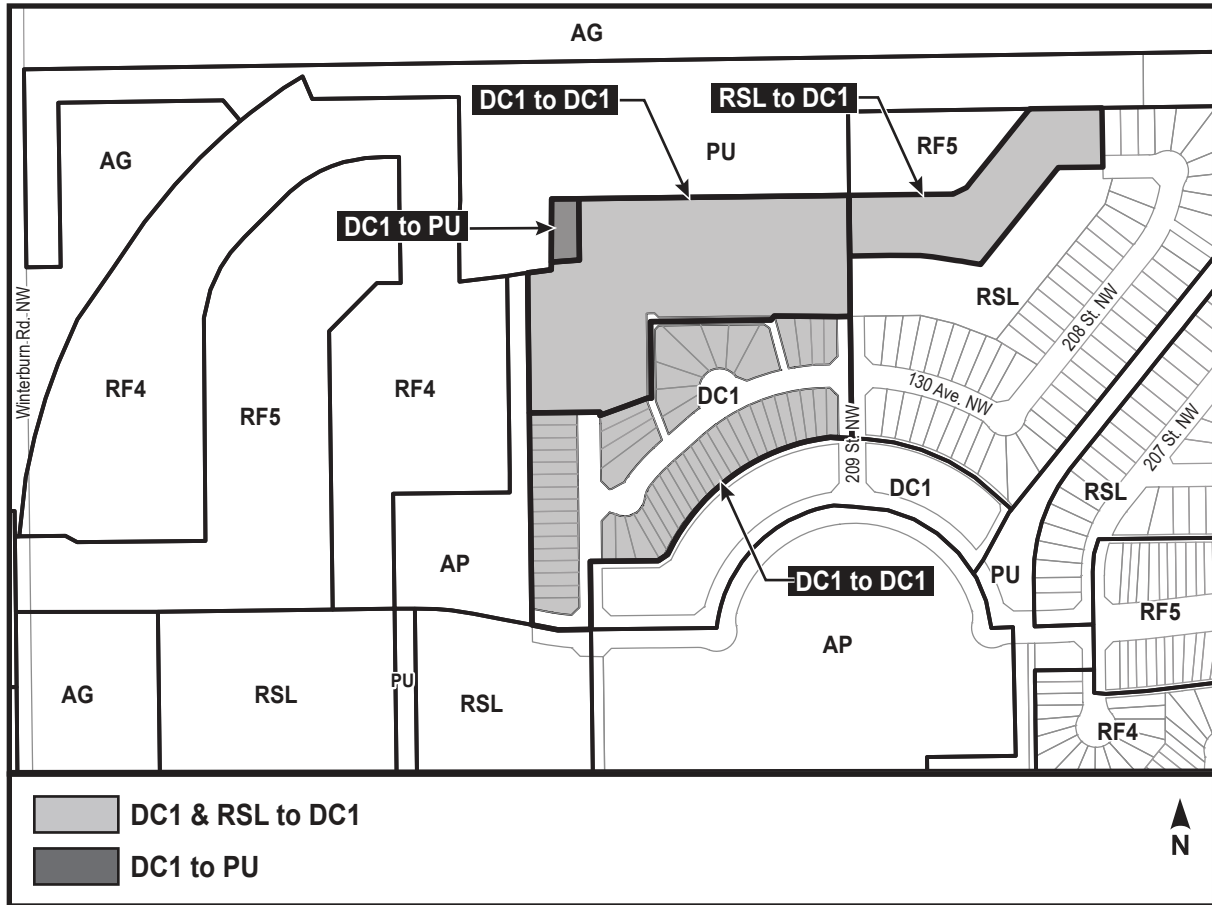 AG
DC1 to DC1
RSL to DC1
AG
PU
RF5
DC1 to PU
Winterburn Rd. NW
RSL
208 St. NW
RF4
RF5
RF4
DC1
130 Ave. NW
209 St. NW
207 St. NW
DC1
RSL
AP
DC1 to DC1
PU
RF5
AP
AG
RSL
PU
RSL
RF4
DC1 & RSL to DC1
DC1 to PU
N